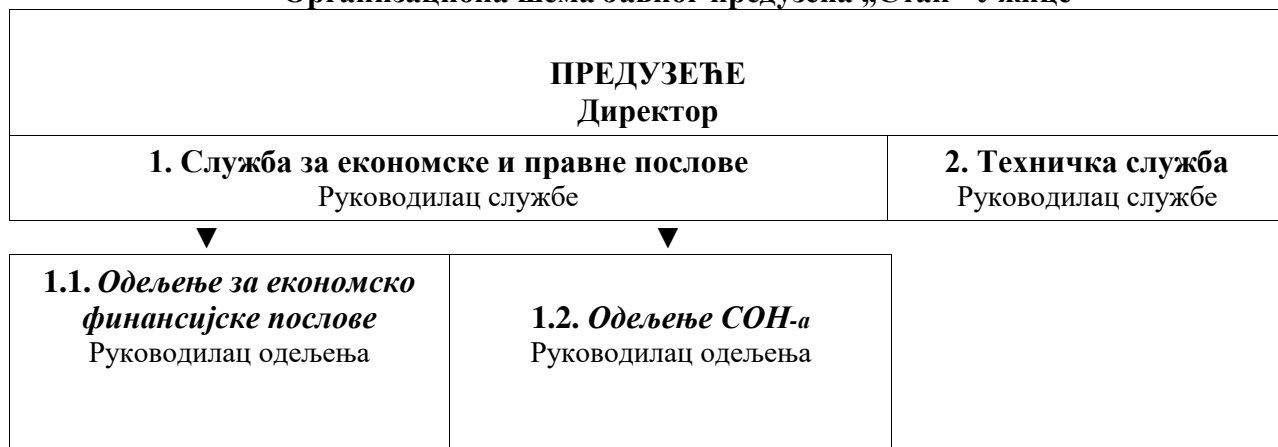 ПРЕДУЗЕЋЕ
Директор
1. Служба за економске и правне послове
Руководилац службе
2. Техничка служба
Руководилац службе
▼ ▼
1.1. Одељење за економско
финансијске послове
Руководилац одељења
1.2. Одељење СОН-а
Руководилац одељења